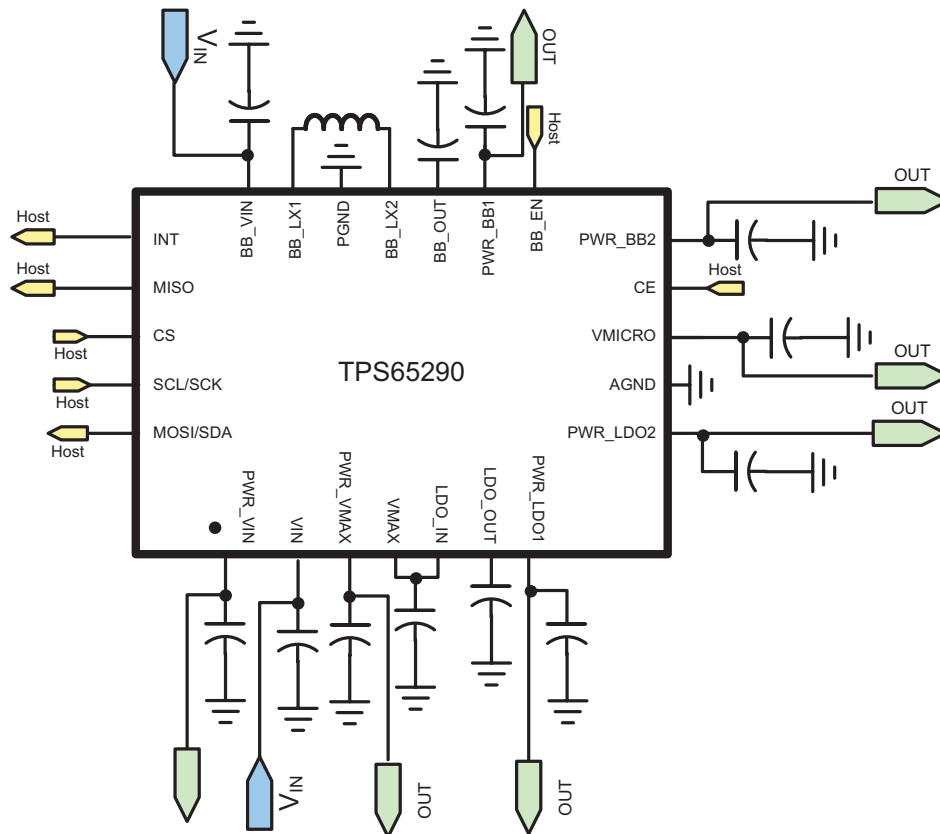 VIN
OUT
Host
BB_VIN
BB_LX1
PGND
BB_LX2
BB_OUT
PWR_BB1
BB_EN
Host
INT
Host
MISO
CS
Host
SCL/SCK
Host
MOSI/SDA
Host
TPS65290
OUT
PWR_BB2
Host
CE
VMICRO
OUT
AGND
OUT
PWR_LDO2
PWR_VIN
VIN
PWR_VMAX
VMAX
LDO_IN
LDO_OUT
PWR_LDO1
VIN
OUT
OUT